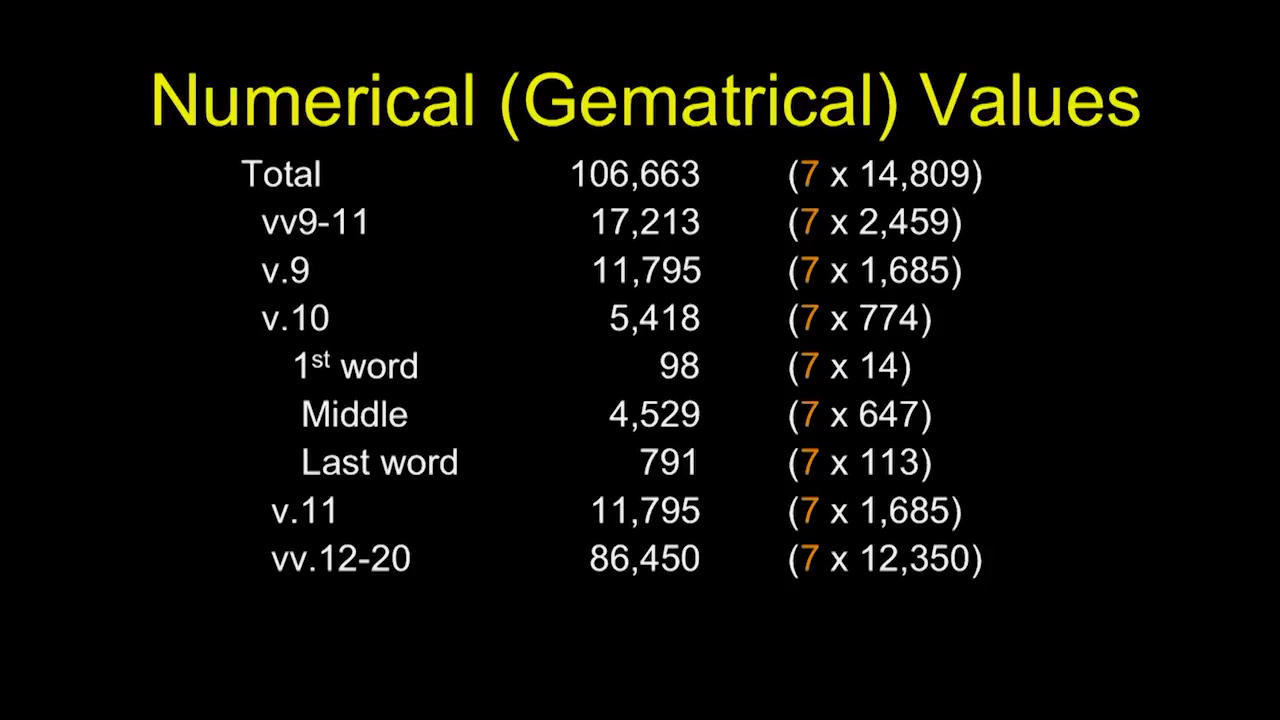 Numerical (Gematrical) Values
Total 106,663 (7 x 14,809)
vv9-11 17,213 (7 x 2,459)
v.9 11,795 (7 x 1,685)
v.10 5,418 (7 x 774)
1st word 98 (7 x 14)
Middle 4,529 (7 x 647)
Last word 791 (7 x 113)
v.11 11,795 (7 x 1,685)
vv.12-20 86,450 (7 x 12,350)